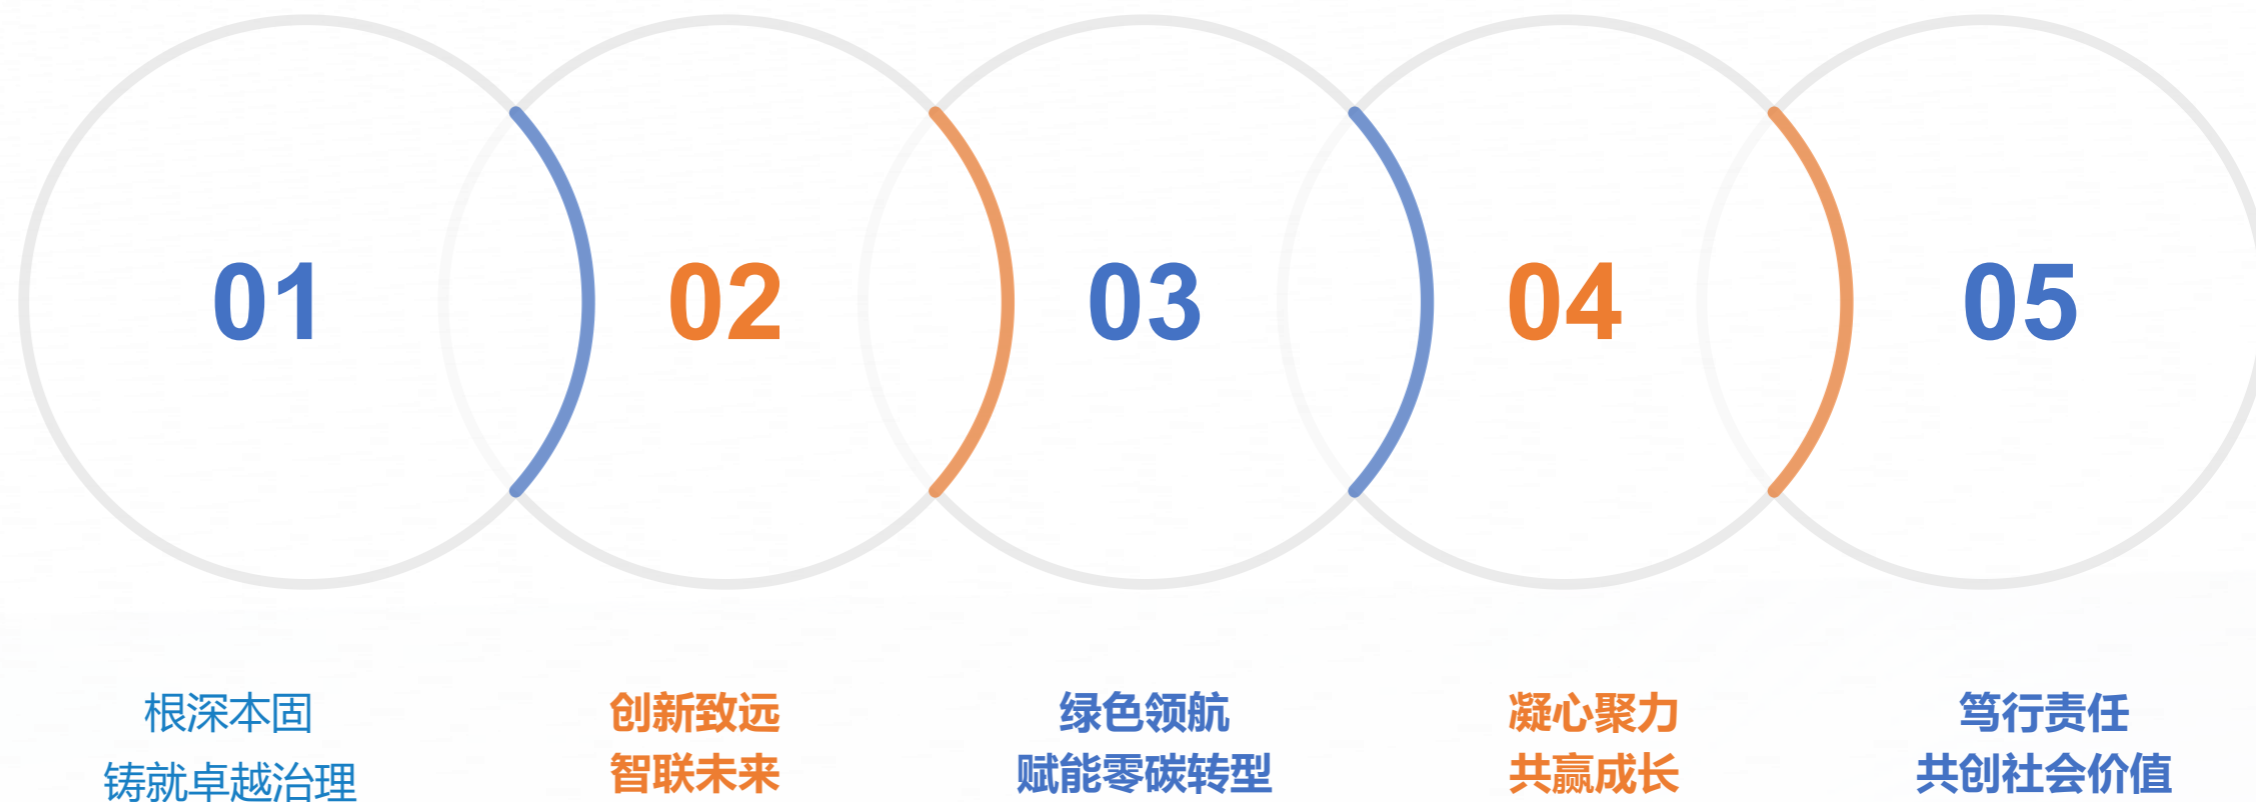 01
02
03
04
05
根深本固
铸就卓越治理
创新致远
智联未来
绿色领航
赋能零碳转型
凝心聚力
共赢成长
笃行责任
共创社会价值